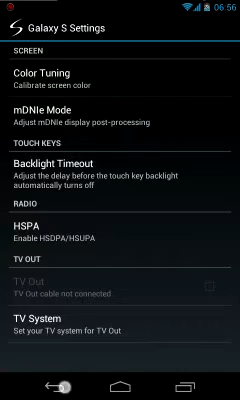 06:56
Galaxy S Settings
SCREEN
Color Tuning
Calibrate screen color
mDNIe Mode
Adjust mDNIe display post-processing
TOUCH KEYS
Backlight Timeout
Adjust the delay before the touch key backlight
automatically turns off
RADIO
HSPA
Enable HSDPA/HSUPA
TV OUT
TV Out
TV Out cable not connected
TV System
Set your TV system for TV Out